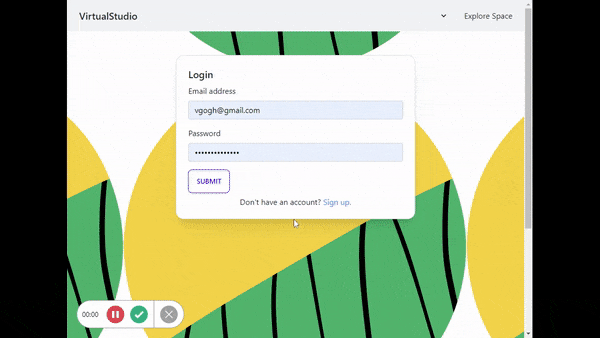 VirtualStudio
Explore Space
Login
Email address
vgogh@gmail.com
Password
SUBMIT
Don't have an account? Sign up.
00:00